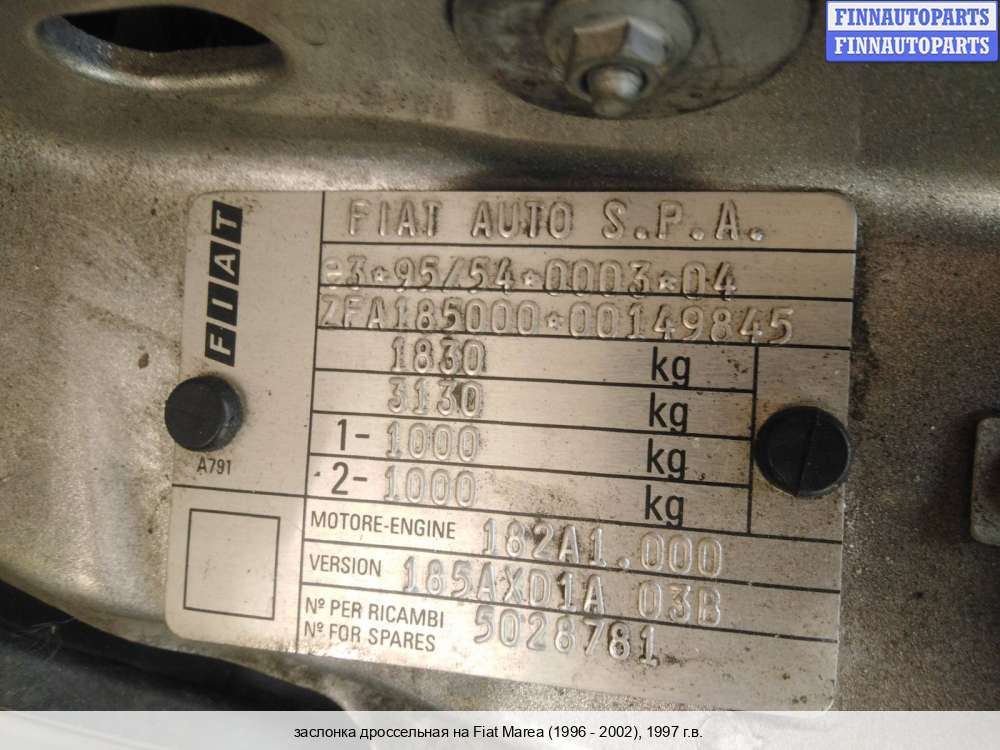 FINNAUTOPARTS
FINNAUTOPARTS
FIAT
FIAT AUTO S.P.A.
e3*95/54*0003*04
ZFA185000*00149845
1830 kg
3130 kg
1- 1000 kg
2- 1000 kg
A791
MOTORE-ENGINE 182A1.000
VERSION 185AXD1A 03B
Nº PER RICAMBI
Nº FOR SPARES 5028781
заслонка дроссельная на Fiat Marea (1996 - 2002), 1997 г.в.